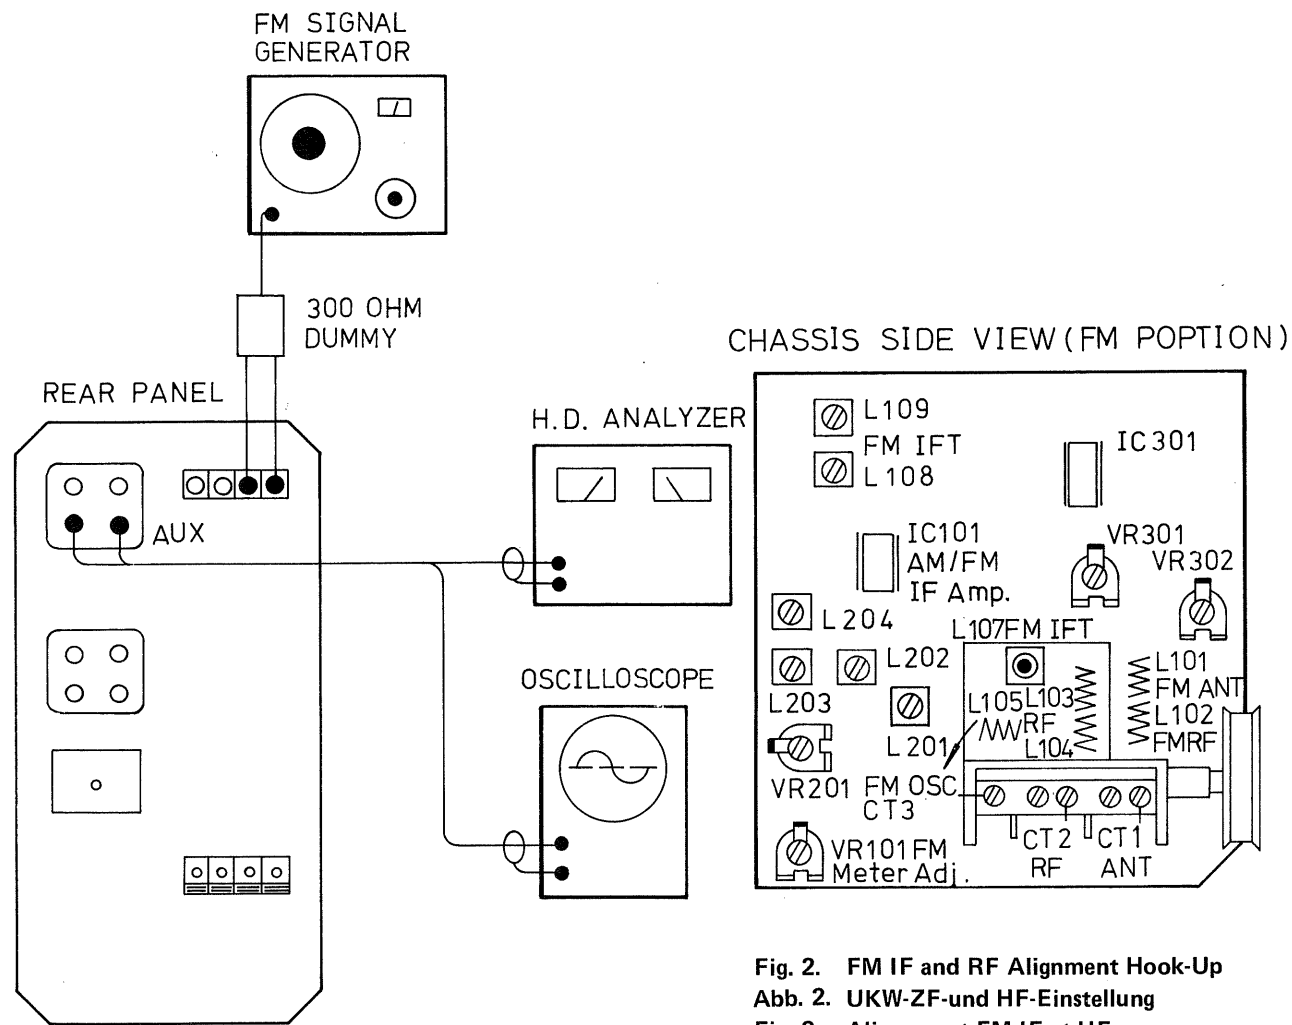 FM SIGNAL
GENERATOR
300 OHM
DUMMY
REAR PANEL
AUX
H.D. ANALYZER
OSCILLOSCOPE
CHASSIS SIDE VIEW (FM POPTION)
L109
FM IFT
L108
IC301
IC101
AM/FM
IF Amp.
VR301
VR302
L204
L107FM IFT
L203
L202
L201
L105
L103
RF
L104
L101
FM ANT
L102
FMRF
VR201
FM OSC
CT3
CT2
RF
CT1
ANT
VR101 FM
Meter Adj.
Fig. 2. FM IF and RF Alignment Hook-Up
Abb. 2. UKW-ZF-und HF-Einstellung